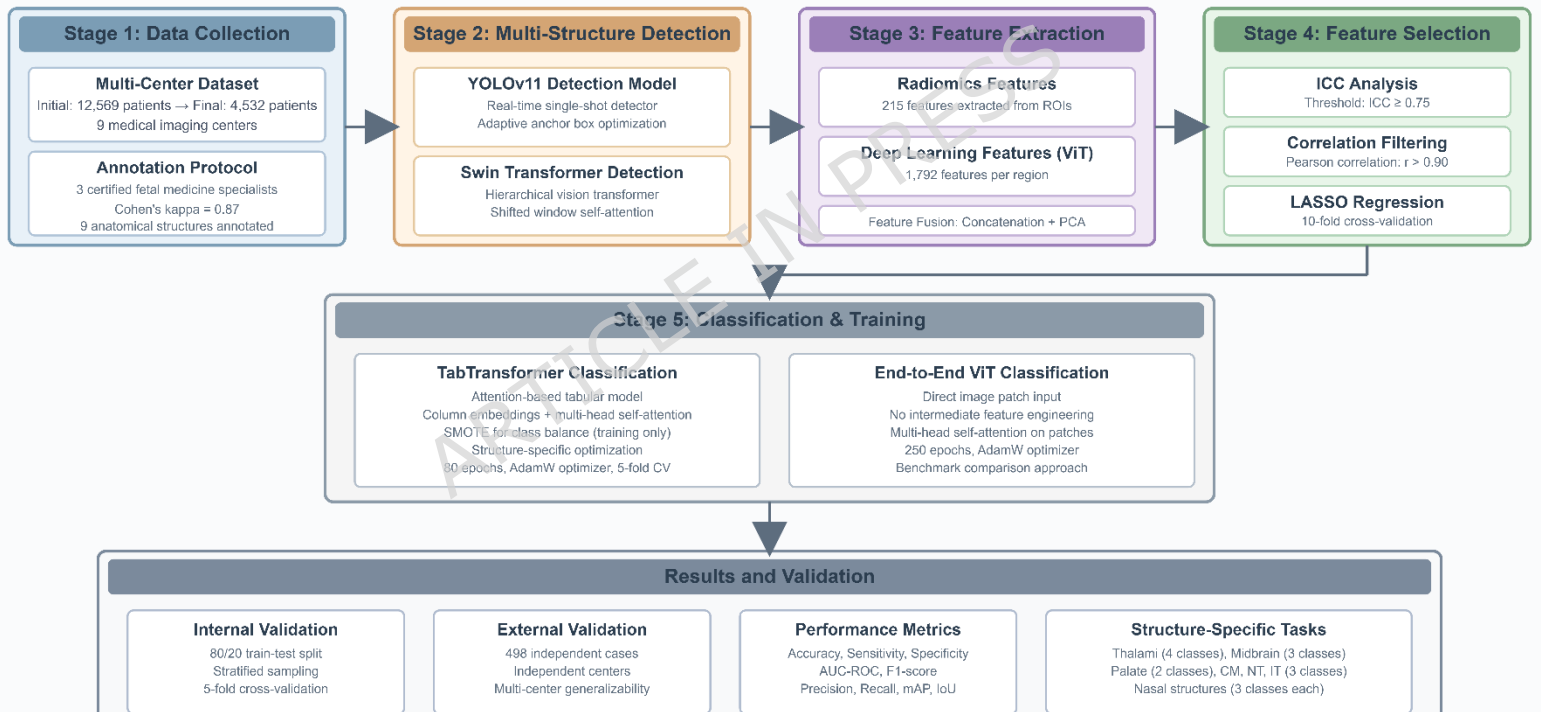 Stage 1: Data Collection
Multi-Center Dataset
Initial: 12,569 patients → Final: 4,532 patients
9 medical imaging centers
Annotation Protocol
3 certified fetal medicine specialists
Cohen's kappa = 0.87
9 anatomical structures annotated
Stage 2: Multi-Structure Detection
YOLOv11 Detection Model
Real-time single-shot detector
Adaptive anchor box optimization
Swin Transformer Detection
Hierarchical vision transformer
Shifted window self-attention
Stage 3: Feature Extraction
Radiomics Features
215 features extracted from ROIs
Deep Learning Features (ViT)
1,792 features per region
Feature Fusion: Concatenation + PCA
Stage 4: Feature Selection
ICC Analysis
Threshold: ICC ≥ 0.75
Correlation Filtering
Pearson correlation: r > 0.90
LASSO Regression
10-fold cross-validation
ARTICLE IN PRESS
Stage 5: Classification & Training
TabTransformer Classification
Attention-based tabular model
Column embeddings + multi-head self-attention
SMOTE for class balance (training only)
Structure-specific optimization
80 epochs, AdamW optimizer, 5-fold CV
End-to-End ViT Classification
Direct image patch input
No intermediate feature engineering
Multi-head self-attention on patches
250 epochs, AdamW optimizer
Benchmark comparison approach
Results and Validation
Internal Validation
80/20 train-test split
Stratified sampling
5-fold cross-validation
External Validation
498 independent cases
Independent centers
Multi-center generalizability
Performance Metrics
Accuracy, Sensitivity, Specificity
AUC-ROC, F1-score
Precision, Recall, mAP, IoU
Structure-Specific Tasks
Thalami (4 classes), Midbrain (3 classes)
Palate (2 classes), CM, NT, IT (3 classes)
Nasal structures (3 classes each)